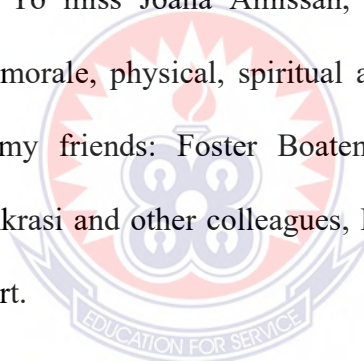 To miss Joana Amissah,
morale, physical, spiritual a
my friends: Foster Boaten
krasi and other colleagues, I
rt.
EDUCATION FOR SERVICE